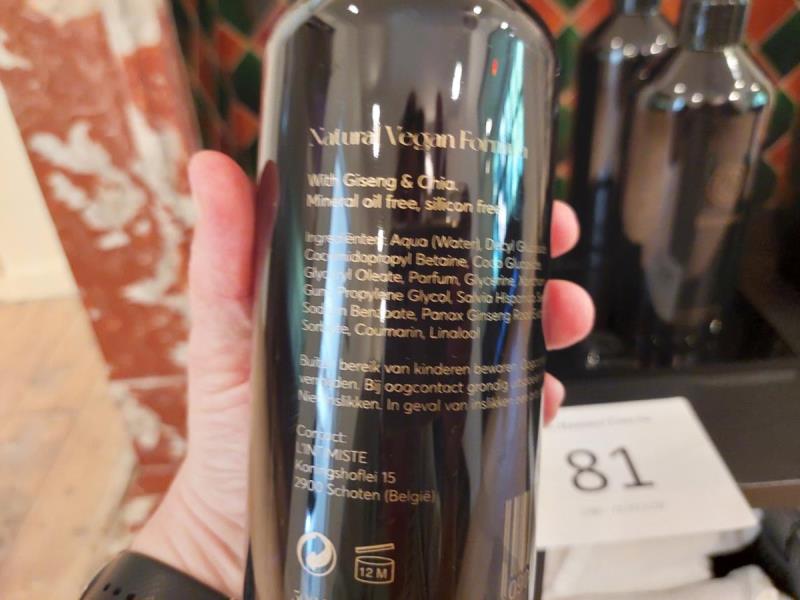 Natural Vegan Formula
With Giseng & Chia.
Mineral oil free, silicon free
Ingrediënten: Aqua (Water), Decyl
Cocamidopropyl Betaine, Coco
Glyceryl Oleate, Parfum, Glycerine,
Gum, Propylene Glycol, Salvia Hispanica
Sodium Benzoate, Panax Ginseng Root
Sorbate, Coumarin, Linalool
Buiten bereik van kinderen bewaren.
vermijden. Bij oogcontact grondig
Niet inslikken. In geval van inslikken
Contact:
L'INTIMISTE
Koningshoflei 15
2900 Schoten (België)
12 M
81